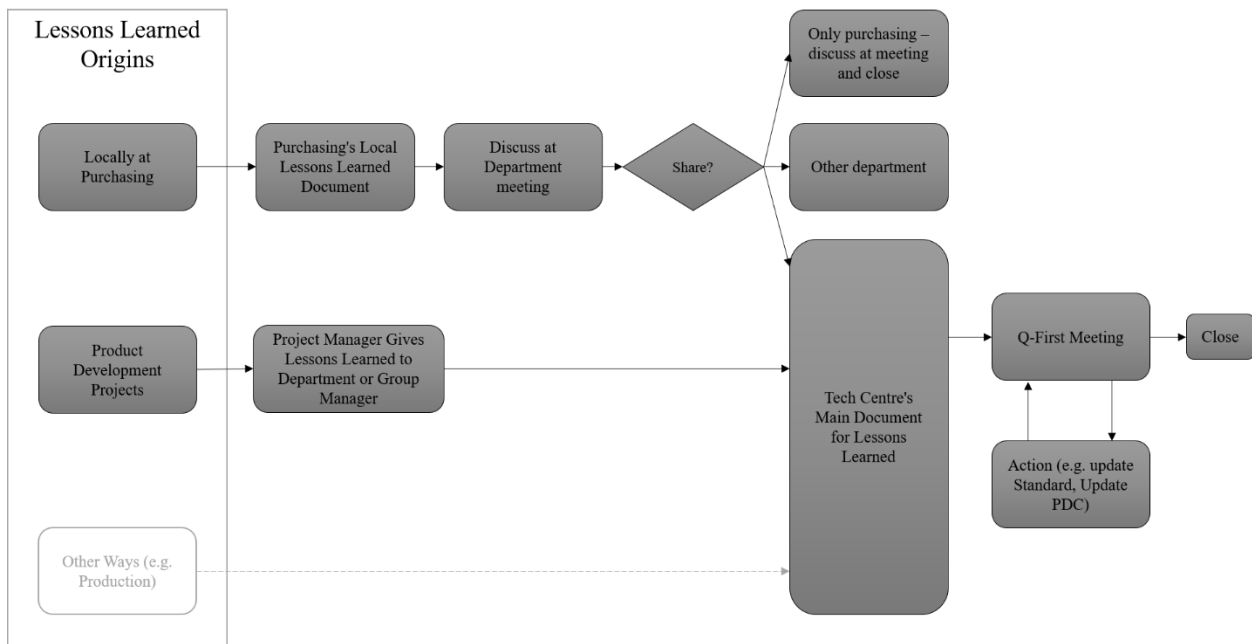 Lessons Learned
Origins
Only purchasing –
discuss at meeting
and close
Locally at
Purchasing
Purchasing's Local
Lessons Learned
Document
Discuss at
Department
meeting
Share?
Other department
Product
Development
Projects
Project Manager Gives
Lessons Learned to
Department or Group
Manager
Tech Centre's
Main Document
for Lessons
Learned
Q-First Meeting
Close
Action (e.g. update
Standard, Update
PDC)
Other Ways (e.g.
Production)